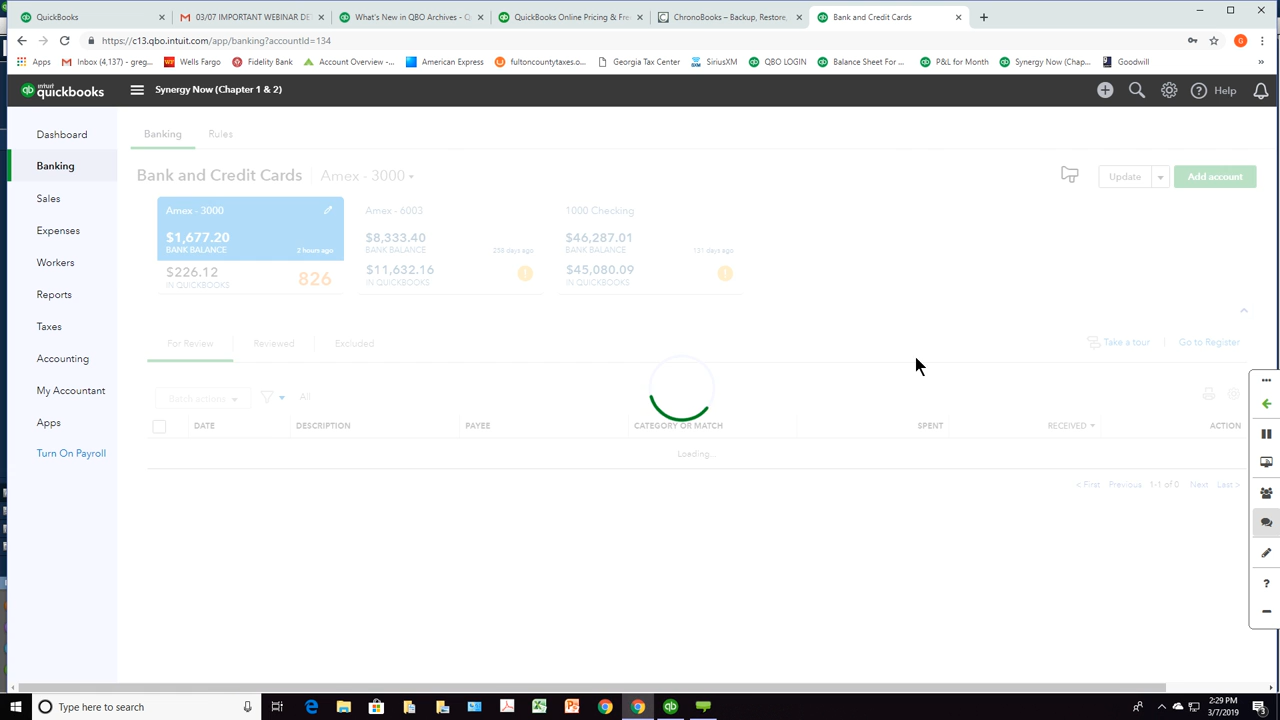 QuickBooks
03/07 IMPORTANT WEBINAR DE
What's New in QBO Archives - Q
QuickBooks Online Pricing & Fre
ChronoBooks – Backup, Restore,
Bank and Credit Cards
https://c13.qbo.intuit.com/app/banking?accountId=134
Apps
Inbox (4,137) - greg...
Wells Fargo
Fidelity Bank
Account Overview -...
American Express
fultoncountytaxes.o...
Georgia Tax Center
SiriusXM
QBO LOGIN
Balance Sheet For ...
P&L for Month
Synergy Now (Chap...
Goodwill
»
intuit quickbooks
Synergy Now (Chapter 1 & 2)
Help
Dashboard
Banking
Sales
Expenses
Workers
Reports
Taxes
Accounting
My Accountant
Apps
Turn On Payroll
Banking
Rules
Bank and Credit Cards
Amex - 3000
Update
Add account
Amex - 3000
$1,677.20
BANK BALANCE
2 hours ago
$226.12
IN QUICKBOOKS
826
Amex - 6003
$8,333.40
BANK BALANCE
$11,632.16
IN QUICKBOOKS
1000 Checking
$46,287.01
BANK BALANCE
131 days ago
$45,080.09
IN QUICKBOOKS
For Review
Reviewed
Excluded
Take a tour
Go to Register
Batch actions
All
DATE
DESCRIPTION
PAYEE
CATEGORY OR MATCH
SPENT
RECEIVED
ACTION
Loading...
< First
Previous
1-1 of 0
Next
Last >
Type here to search
2:29 PM
3/7/2019